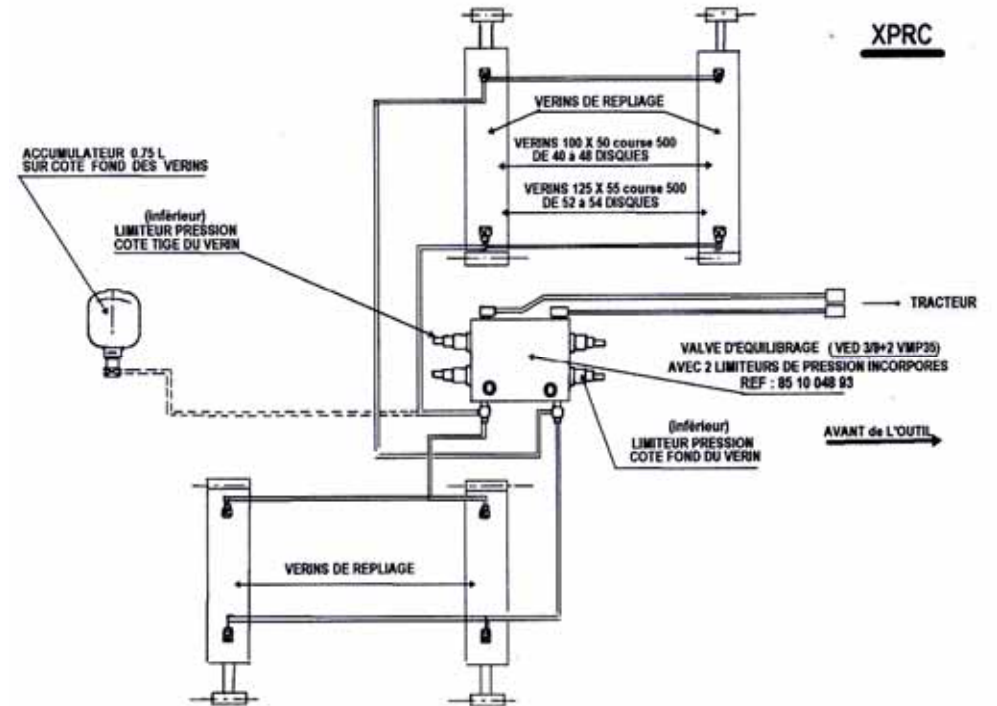 XPRC
VERINS DE REPLIAGE
VERINS 100 X 50 course 500
DE 40 à 48 DISQUES
VERINS 125 X 55 course 500
DE 52 à 54 DISQUES
ACCUMULATEUR 0.75 L
SUR COTE FOND DES VERINS
(inférieur)
LIMITEUR PRESSION
COTE TIGE DU VERIN
TRACTEUR
VALVE D'EQUILIBRAGE (VED 3/8+2 VMP35)
AVEC 2 LIMITEURS DE PRESSION INCORPORES
REF : 85 10 048 93
(inférieur)
LIMITEUR PRESSION
COTE FOND DU VERIN
AVANT de L'OUTIL
VERINS DE REPLIAGE